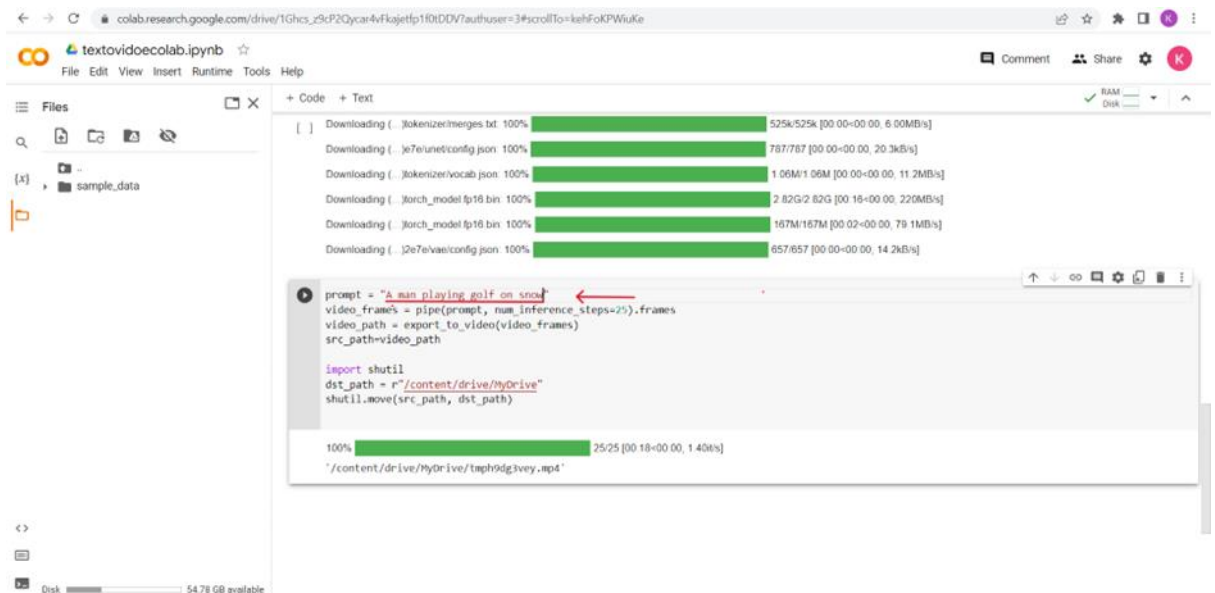 colab.research.google.com/drive/1Ghcs_z9cP2Qycar4vFkajetfp1f0tDDV?authuser=3#scrollTo=kehFoKPWiuKe
K
CO
textovidoecolab.ipynb
File Edit View Insert Runtime Tools Help
Comment
Share
K
Files
+ Code + Text
RAM
Disk
..
{x}
sample_data
[ ]
Downloading (…)tokenizer/merges.txt: 100% 525k/525k [00:00<00:00, 6.00MB/s]
Downloading (…)e7e/unet/config.json: 100% 787/787 [00:00<00:00, 20.3kB/s]
Downloading (…)tokenizer/vocab.json: 100% 1.06M/1.06M [00:00<00:00, 11.2MB/s]
Downloading (…)torch_model.fp16.bin: 100% 2.82G/2.82G [00:16<00:00, 220MB/s]
Downloading (…)torch_model.fp16.bin: 100% 167M/167M [00:02<00:00, 79.1MB/s]
Downloading (…)2e7e/vae/config.json: 100% 657/657 [00:00<00:00, 14.2kB/s]
prompt = "A man playing golf on snow"
video_frames = pipe(prompt, num_inference_steps=25).frames
video_path = export_to_video(video_frames)
src_path=video_path
import shutil
dst_path = r"/content/drive/MyDrive"
shutil.move(src_path, dst_path)
100% 25/25 [00:18<00:00, 1.40it/s]
'/content/drive/MyDrive/tmph9dg3vey.mp4'
<>
Disk 54.78 GB available